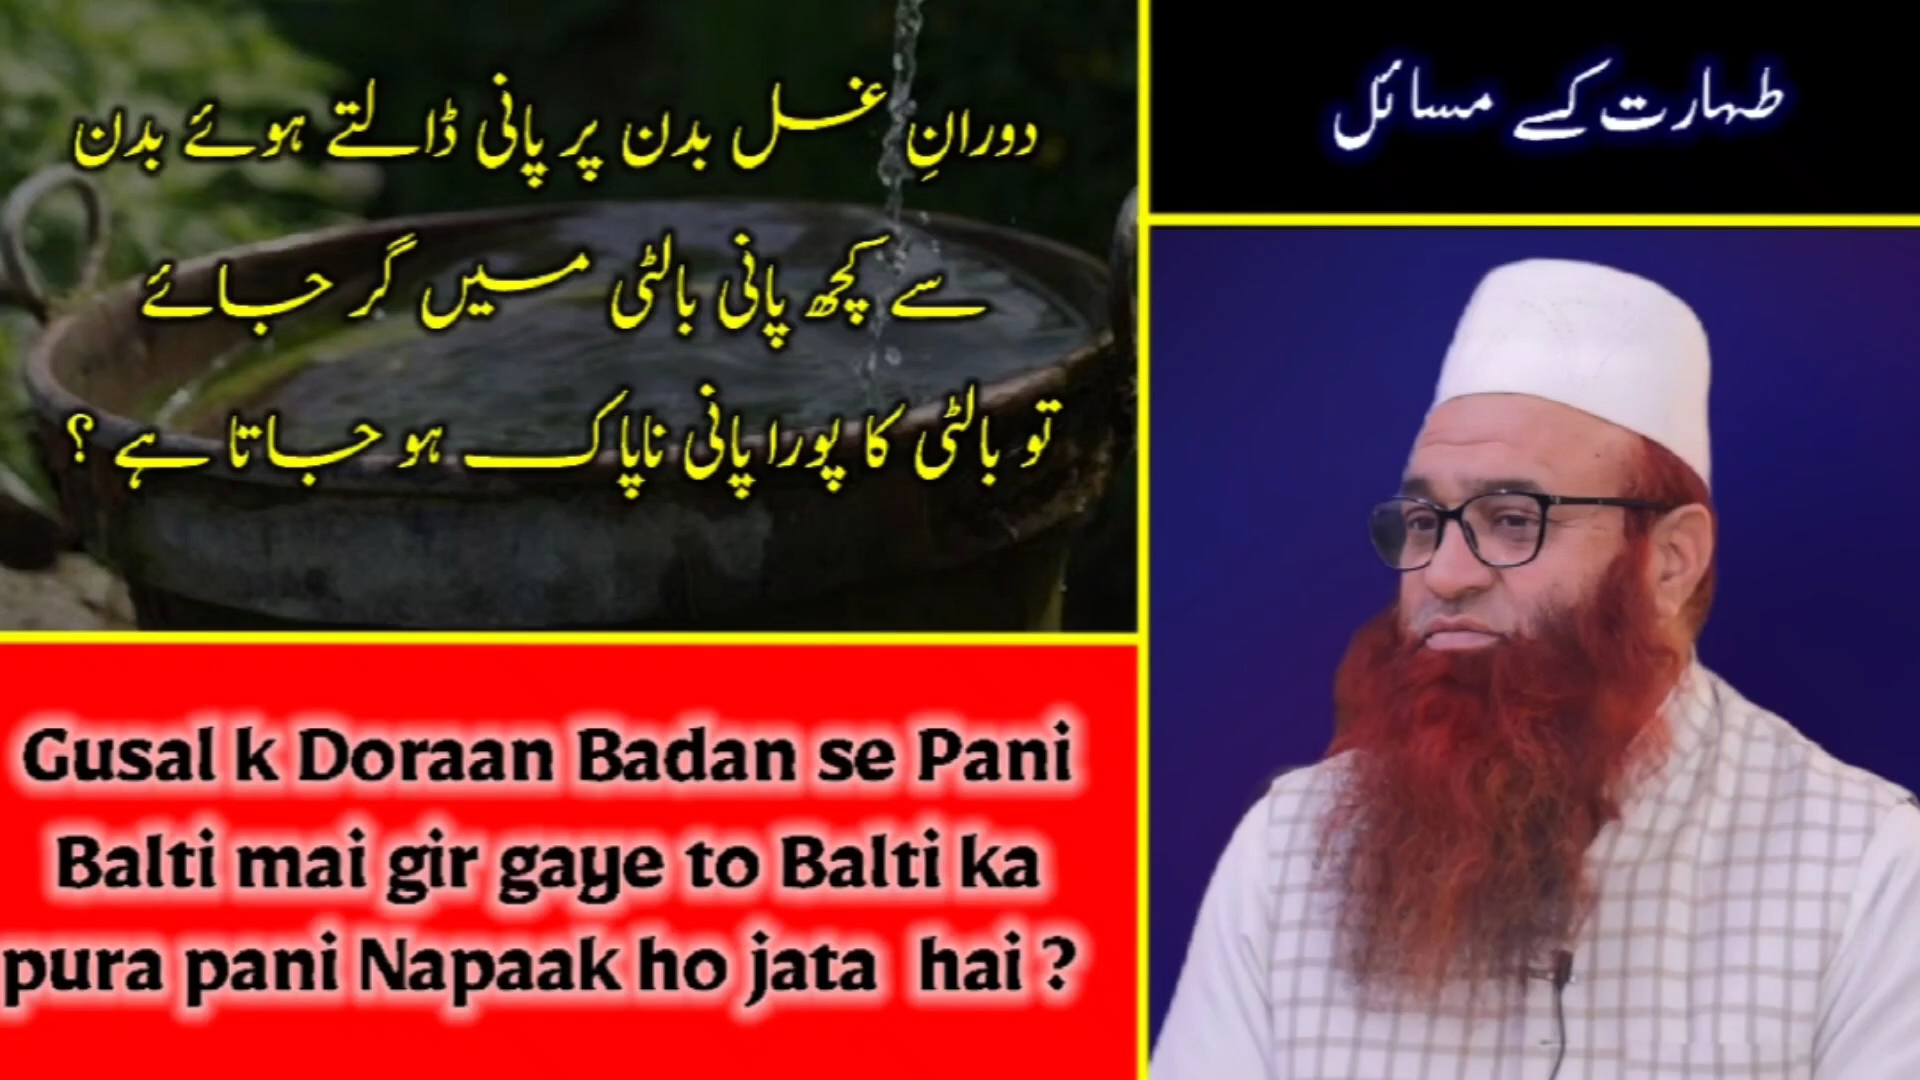 دورانِ غسل بدن پر پانی ڈالتے ہوئے بدن
سے کچھ پانی بالٹی میں گر جائے
تو بالٹی کا پورا پانی ناپاک ہو جاتا ہے ؟
طہارت کے مسائل
Gusal k Doraan Badan se Pani
Balti mai gir gaye to Balti ka
pura pani Napaak ho jata hai ?